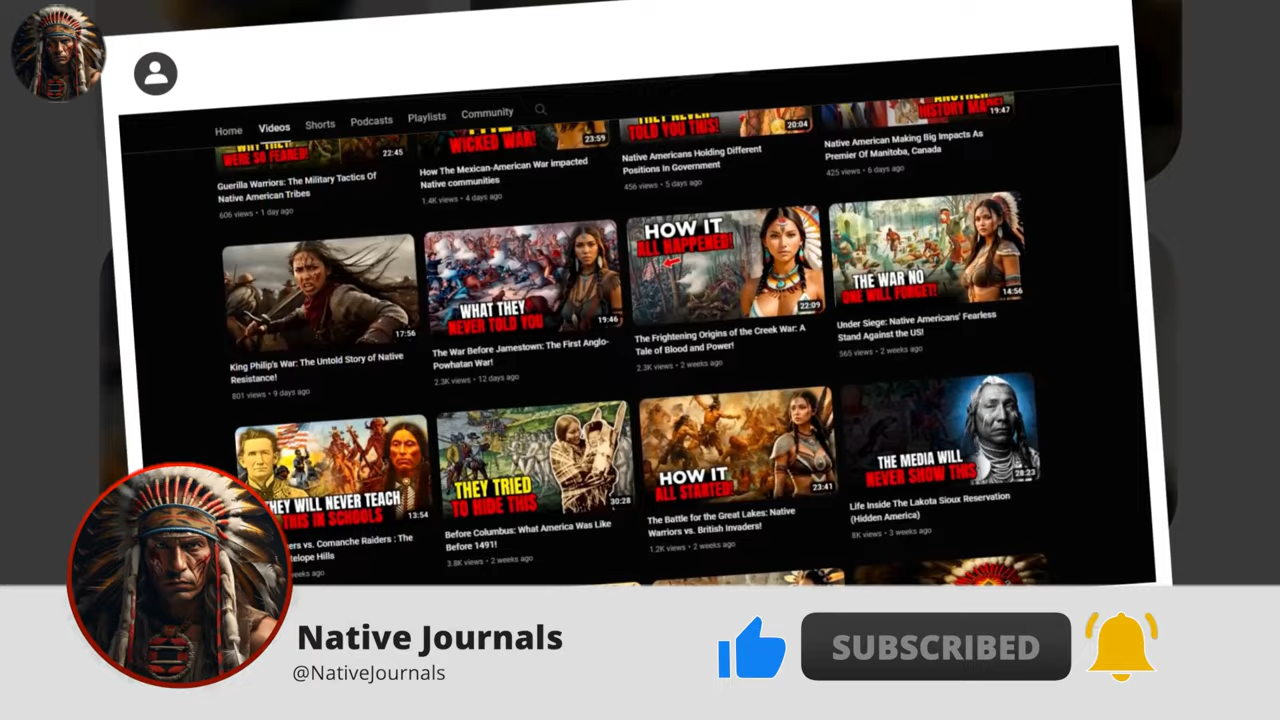 Home Videos Shorts Podcasts Playlists Community
WERE SO FEARED!
22:45
Guerilla Warriors: The Military Tactics Of
Native American Tribes
606 views • 1 day ago
WICKED WAR!
23:59
How The Mexican-American War impacted
Native communities
1.4K views • 4 days ago
TOLD YOU THIS!
20:04
Native Americans Holding Different
Positions In Government
456 views • 5 days ago
HISTORY MADE!
19:47
Native American Making Big Impacts As
Premier Of Manitoba, Canada
425 views • 6 days ago
17:56
King Philip's War: The Untold Story of Native
Resistance!
801 views • 9 days ago
WHAT THEY
NEVER TOLD YOU
19:46
The War Before Jamestown: The First Anglo-
Powhatan War!
2.3K views • 12 days ago
HOW IT
ALL HAPPENED!
22:09
The Frightening Origins of the Creek War: A
Tale of Blood and Power!
2.3K views • 2 weeks ago
THE WAR NO
ONE WILL FORGET!
14:56
Under Siege: Native Americans' Fearless
Stand Against the US!
565 views • 2 weeks ago
THEY WILL NEVER TEACH
THIS IN SCHOOLS
13:54
vs. Comanche Raiders : The
Hills
ago
THEY TRIED
TO HIDE THIS
30:28
Before Columbus: What America Was Like
Before 1491!
3.8K views • 2 weeks ago
HOW IT
ALL STARTED!
23:41
The Battle for the Great Lakes: Native
Warriors vs. British Invaders!
1.2K views • 2 weeks ago
THE MEDIA WILL
NEVER SHOW THIS
28:23
Life Inside The Lakota Sioux Reservation
(Hidden America)
8K views • 3 weeks ago
Native Journals
@NativeJournals
SUBSCRIBED